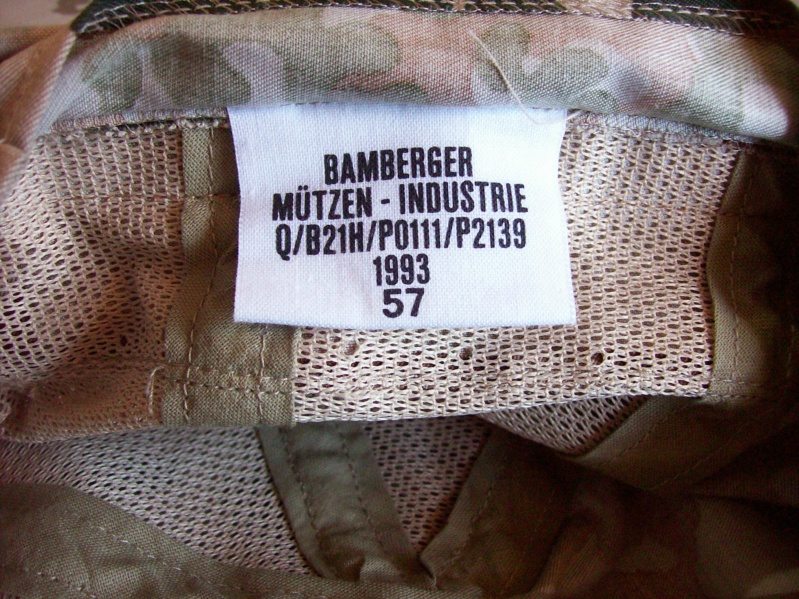 BAMBERGER
MÜTZEN - INDUSTRIE
Q/B21H/P0111/P2139
1993
57